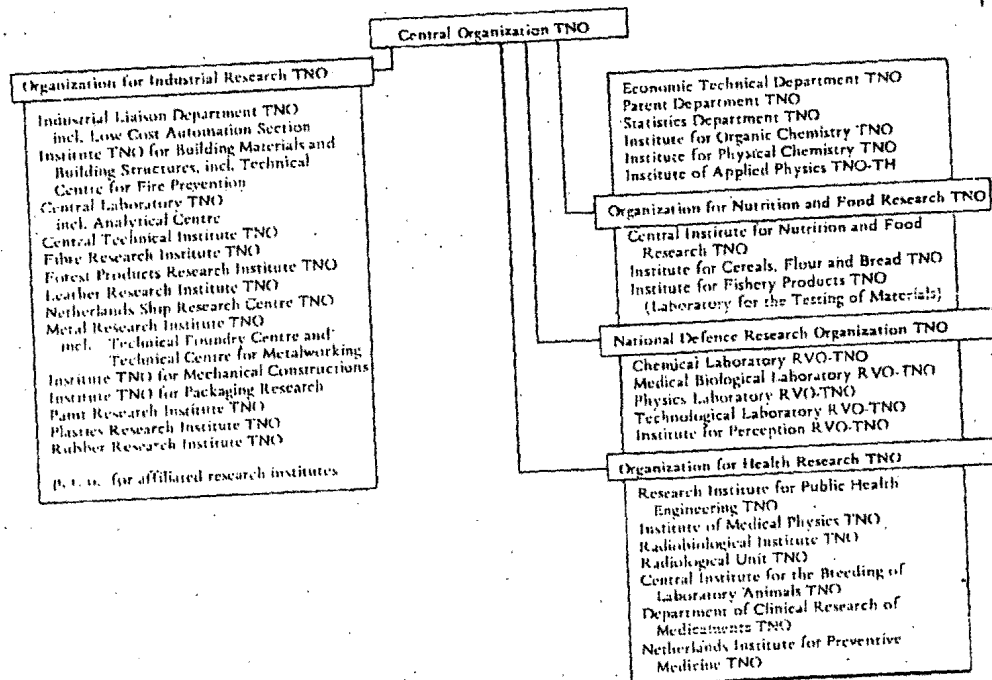 Central Organization TNO
Organization for Industrial Research TNO
Industrial Liaison Department TNO
incl. Low Cost Automation Section
Institute TNO for Building Materials and
Building Structures, incl. Technical
Centre for Fire Prevention
Central Laboratory TNO
incl. Analytical Centre
Central Technical Institute TNO
Fibre Research Institute TNO
Forest Products Research Institute TNO
Leather Research Institute TNO
Netherlands Ship Research Centre TNO
Metal Research Institute TNO
incl. Technical Foundry Centre and
Technical Centre for Metalworking
Institute TNO for Mechanical Constructions
Institute TNO for Packaging Research
Paint Research Institute TNO
Plastics Research Institute TNO
Rubber Research Institute TNO
p. t. o. for affiliated research institutes
Economic Technical Department TNO
Patent Department TNO
Statistics Department TNO
Institute for Organic Chemistry TNO
Institute for Physical Chemistry TNO
Institute of Applied Physics TNO-TH
Organization for Nutrition and Food Research TNO
Central Institute for Nutrition and Food
Research TNO
Institute for Cereals, Flour and Bread TNO
Institute for Fishery Products TNO
(Laboratory for the Testing of Materials)
National Defence Research Organization TNO
Chemical Laboratory RVO-TNO
Medical Biological Laboratory RVO-TNO
Physics Laboratory RVO-TNO
Technological Laboratory RVO-TNO
Institute for Perception RVO-TNO
Organization for Health Research TNO
Research Institute for Public Health
Engineering TNO
Institute of Medical Physics TNO
Radiobiological Institute TNO
Radiological Unit TNO
Central Institute for the Breeding of
Laboratory Animals TNO
Department of Clinical Research of
Medicaments TNO
Netherlands Institute for Preventive
Medicine TNO